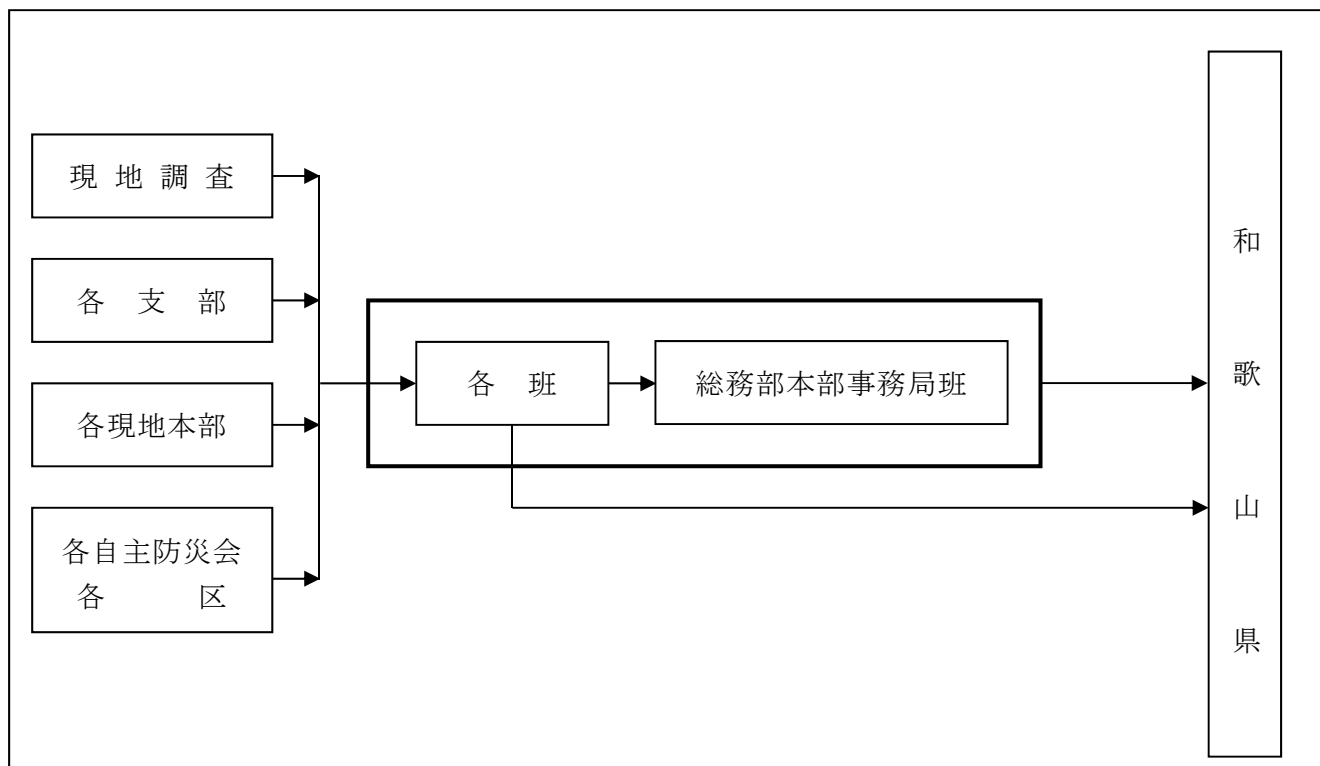 現地調査
各支部
各現地本部
各自主防災会
各区
各班
総務部本部事務局班
和歌山県